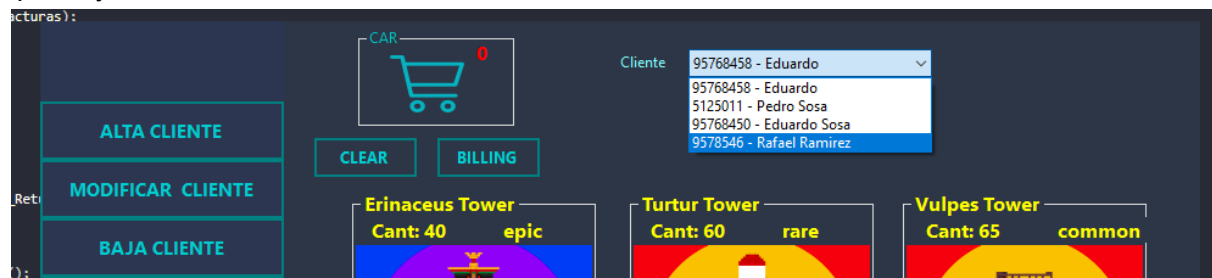 acturas):
CAR
0
Cliente
95768458 - Eduardo
95768458 - Eduardo
5125011 - Pedro Sosa
95768450 - Eduardo Sosa
9578546 - Rafael Ramirez
ALTA CLIENTE
CLEAR
BILLING
MODIFICAR CLIENTE
_Retu
BAJA CLIENTE
();
Erinaceus Tower
Cant: 40 epic
Turtur Tower
Cant: 60 rare
Vulpes Tower
Cant: 65 common